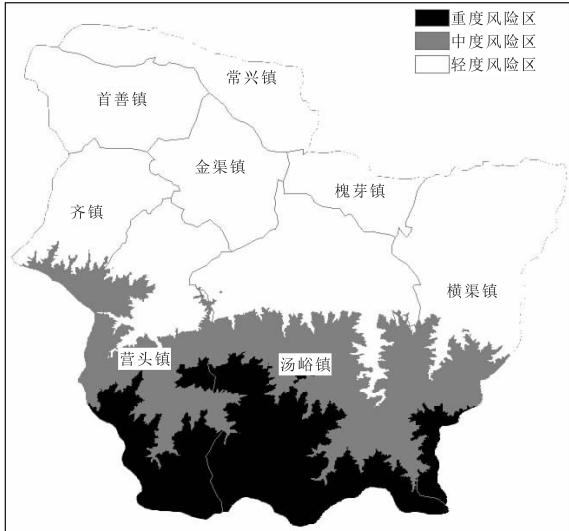 重度风险区
中度风险区
轻度风险区
常兴镇
首善镇
金渠镇
槐芽镇
齐镇
横渠镇
营头镇
汤峪镇